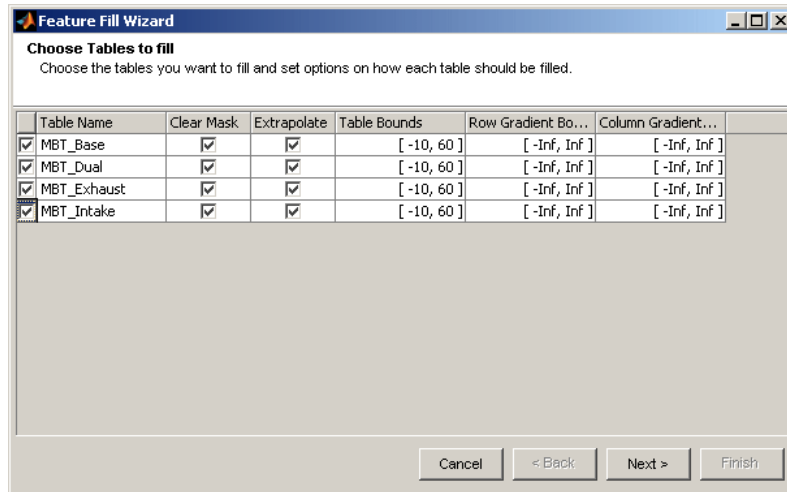 Feature Fill Wizard
Choose Tables to fill
Choose the tables you want to fill and set options on how each table should be filled.
Table Name Clear Mask Extrapolate Table Bounds Row Gradient Bo... Column Gradient...
MBT_Base [ -10, 60 ] [ -Inf, Inf ] [ -Inf, Inf ]
MBT_Dual [ -10, 60 ] [ -Inf, Inf ] [ -Inf, Inf ]
MBT_Exhaust [ -10, 60 ] [ -Inf, Inf ] [ -Inf, Inf ]
MBT_Intake [ -10, 60 ] [ -Inf, Inf ] [ -Inf, Inf ]
Cancel < Back Next > Finish